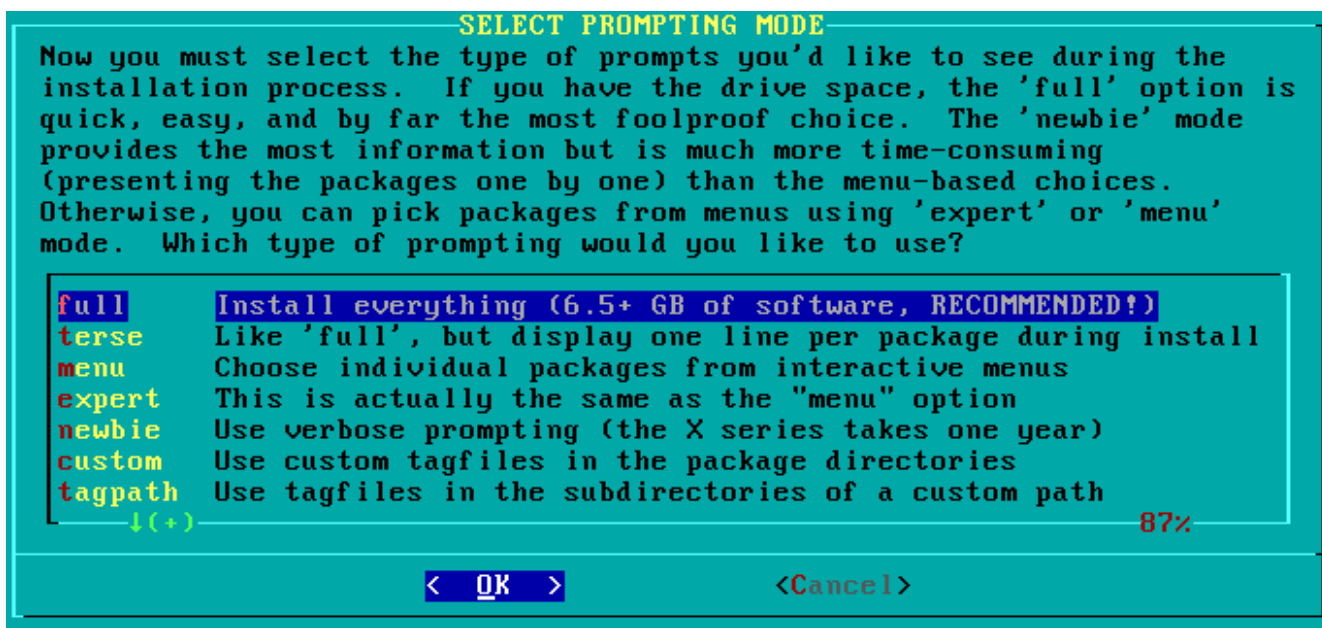 SELECT PROMPTING MODE
Now you must select the type of prompts you'd like to see during the
installation process.  If you have the drive space, the 'full' option is
quick, easy, and by far the most foolproof choice.  The 'newbie' mode
provides the most information but is much more time-consuming
(presenting the packages one by one) than the menu-based choices.
Otherwise, you can pick packages from menus using 'expert' or 'menu'
mode.  Which type of prompting would you like to use?
full     Install everything (6.5+ GB of software, RECOMMENDED!)
terse    Like 'full', but display one line per package during install
menu     Choose individual packages from interactive menus
expert   This is actually the same as the "menu" option
newbie   Use verbose prompting (the X series takes one year)
custom   Use custom tagfiles in the package directories
tagpath  Use tagfiles in the subdirectories of a custom path
↓(+) 87%
<  OK  > <Cancel>